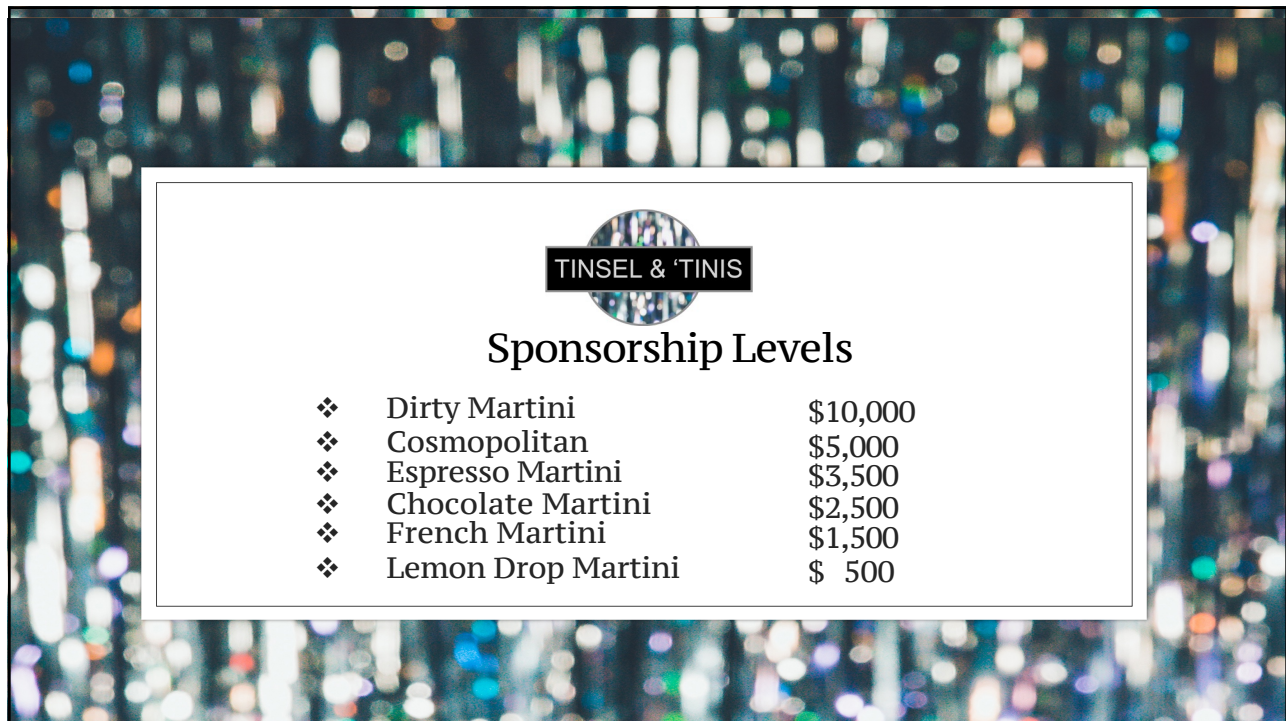 TINSEL & ‘TINIS
Sponsorship Levels
❖ Dirty Martini $10,000
❖ Cosmopolitan $5,000
❖ Espresso Martini $3,500
❖ Chocolate Martini $2,500
❖ French Martini $1,500
❖ Lemon Drop Martini $ 500